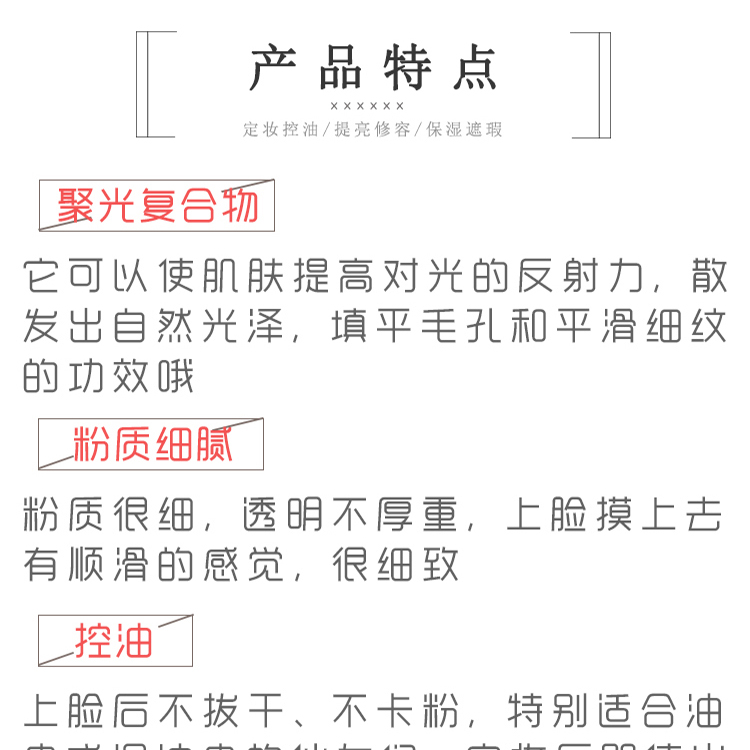 产品特点
××××××
定妆控油/提亮修容/保湿遮瑕
聚光复合物
它可以使肌肤提高对光的反射力,散
发出自然光泽,填平毛孔和平滑细纹
的功效哦
粉质细腻
粉质很细,透明不厚重,上脸摸上去
有顺滑的感觉,很细致
控油
上脸后不拔干、不卡粉,特别适合油